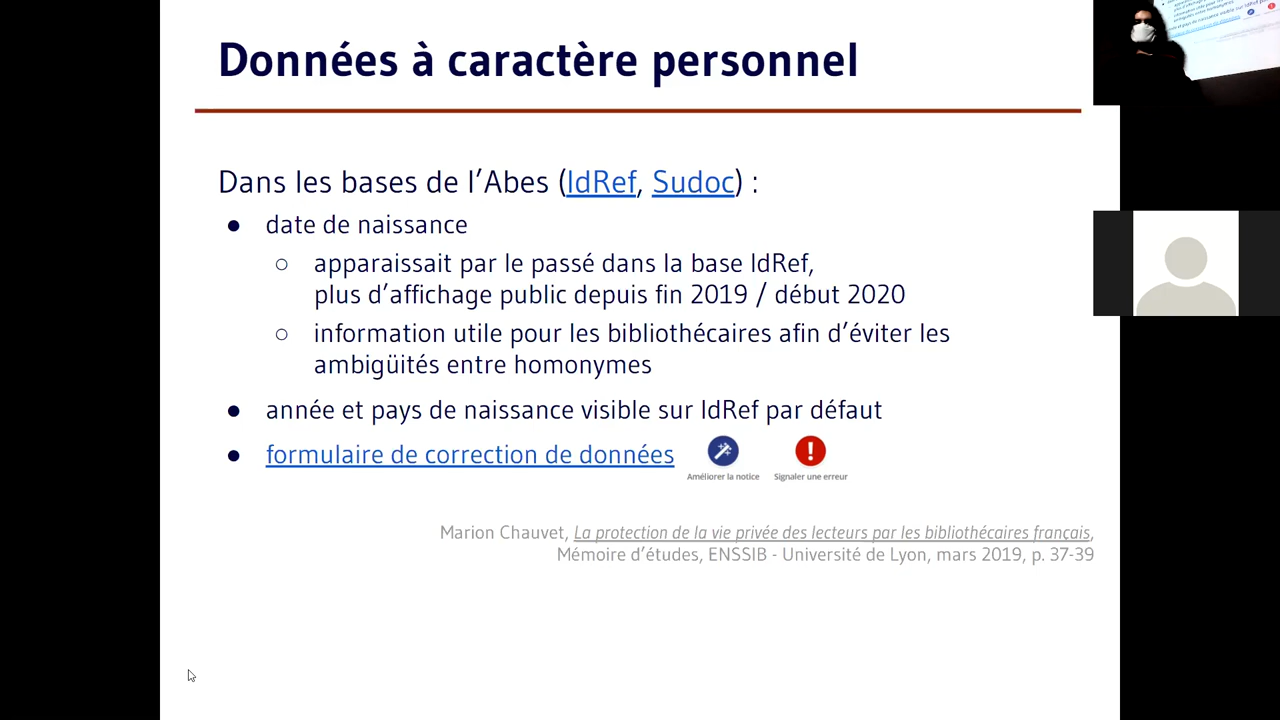 Données à caractère personnel
Dans les bases de l’Abes (IdRef, Sudoc) :
● date de naissance
○ apparaissait par le passé dans la base IdRef,
plus d’affichage public depuis fin 2019 / début 2020
○ information utile pour les bibliothécaires afin d’éviter les
ambigüités entre homonymes
● année et pays de naissance visible sur IdRef par défaut
● formulaire de correction de données
Améliorer la notice
Signaler une erreur
Marion Chauvet, La protection de la vie privée des lecteurs par les bibliothécaires français,
Mémoire d’études, ENSSIB - Université de Lyon, mars 2019, p. 37-39